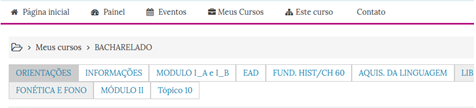 Página inicial Painel Eventos Meus Cursos Este curso Contato
Meus cursos > BACHARELADO
ORIENTAÇÕES INFORMAÇÕES MODULO I_A e I_B EAD FUND. HIST/CH 60 AQUIS. DA LINGUAGEM LIB
FONÉTICA E FONO MÓDULO II Tópico 10